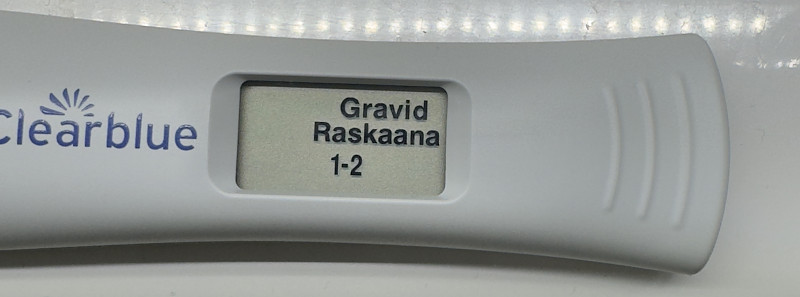 Clearblue
Gravid
Raskaana
1-2